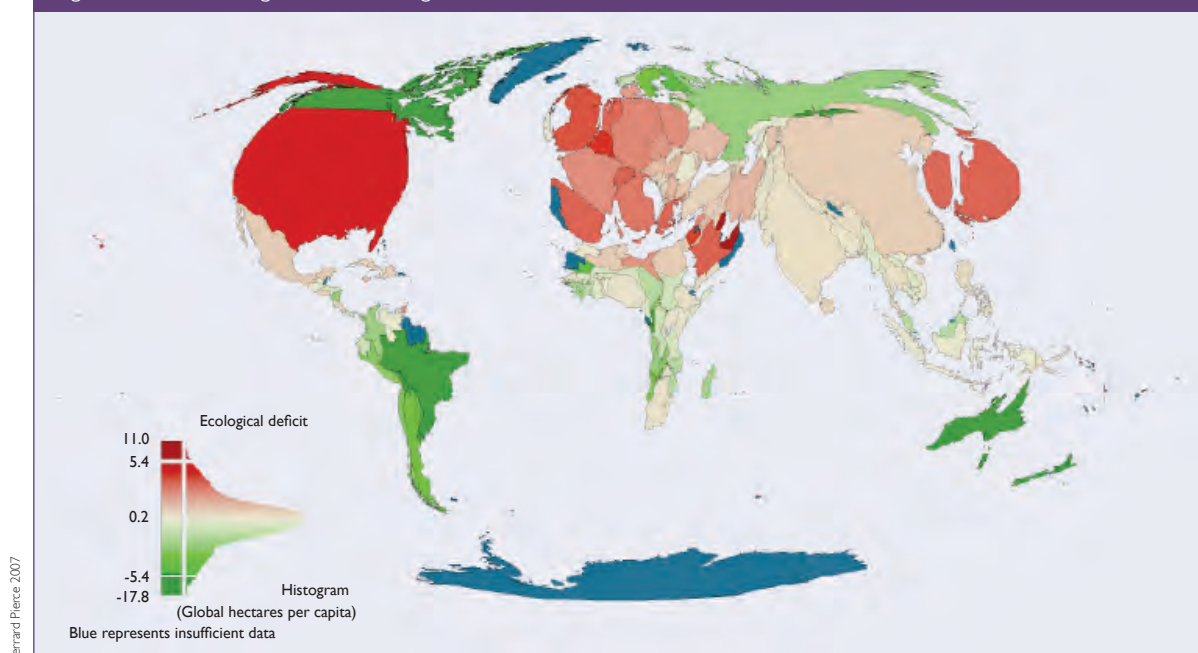 Ecological deficit
11.0
5.4
0.2
-5.4
-17.8
Histogram
(Global hectares per capita)
Blue represents insufficient data
Pierce 2007